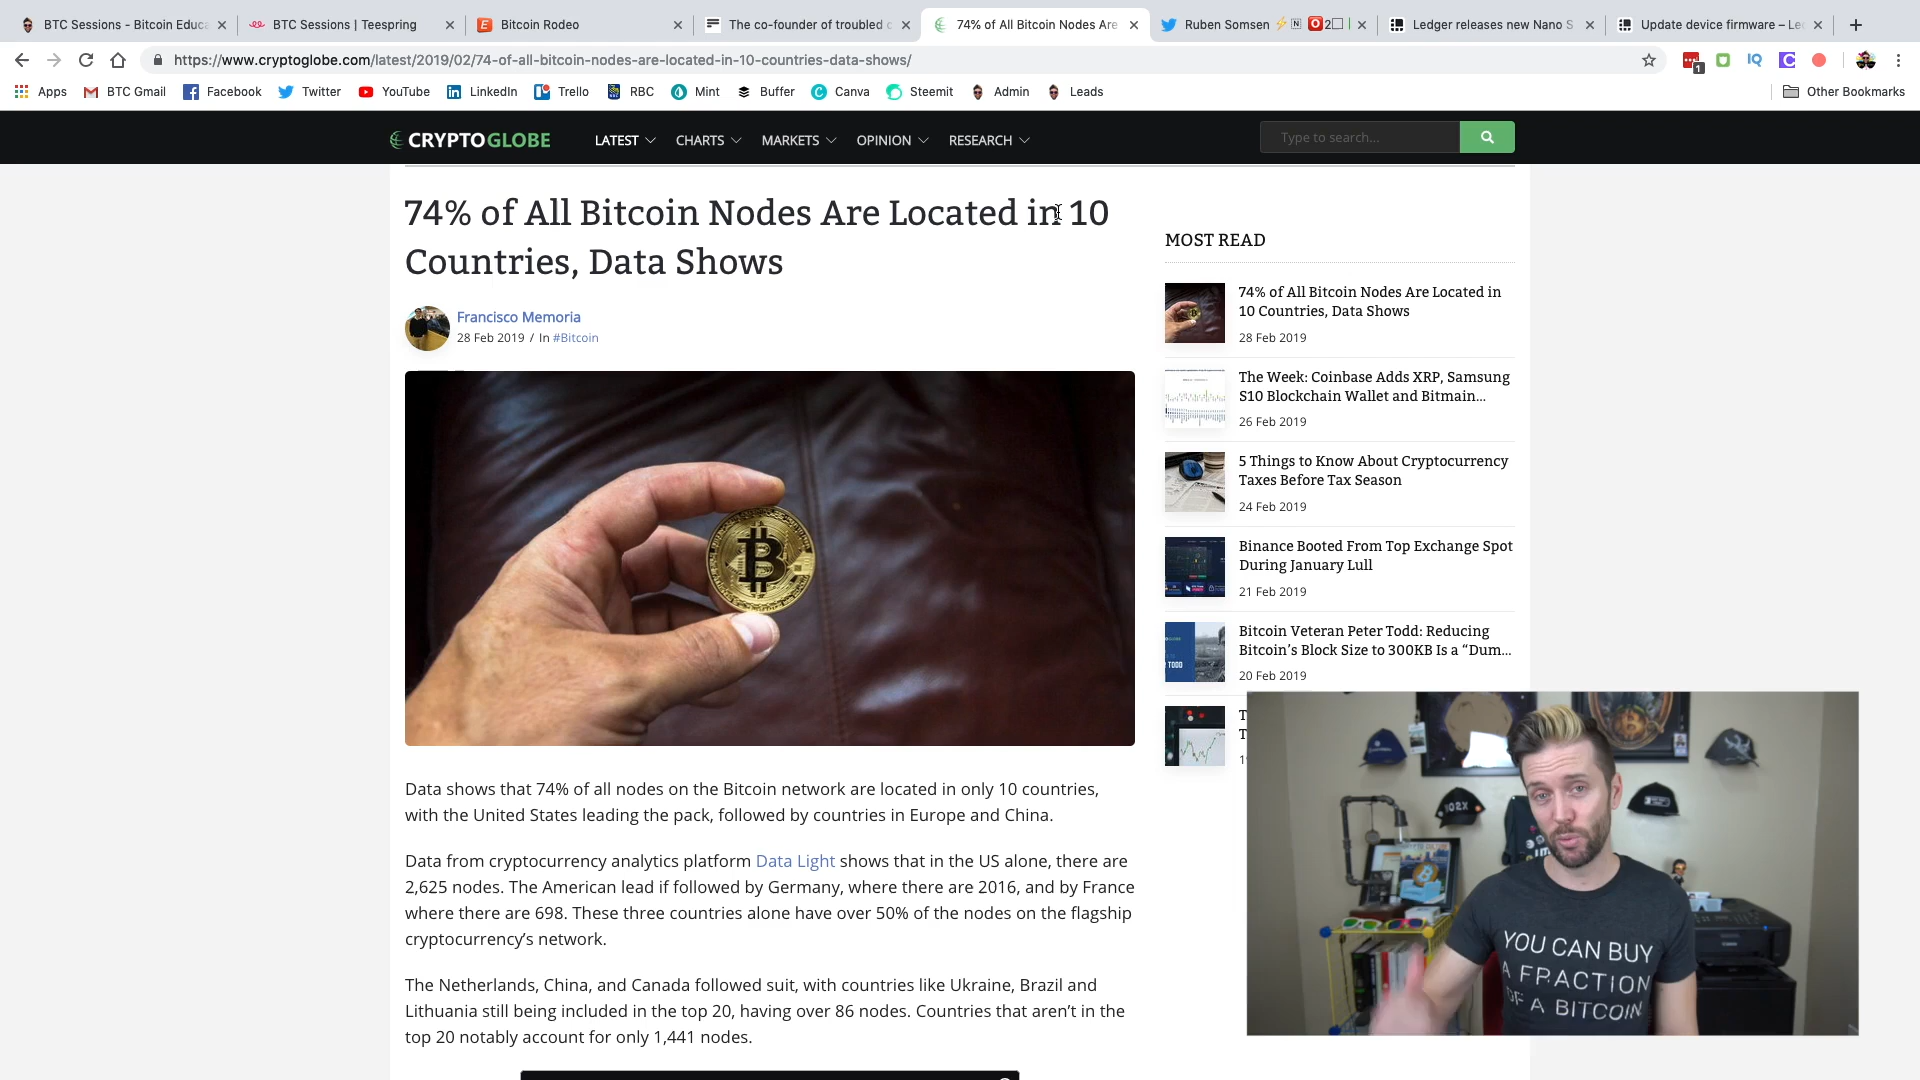 BTC Sessions - Bitcoin Educa
BTC Sessions | Teespring
Bitcoin Rodeo
The co-founder of troubled c
74% of All Bitcoin Nodes Are
Ruben Somsen
Ledger releases new Nano S
Update device firmware – Led
https://www.cryptoglobe.com/latest/2019/02/74-of-all-bitcoin-nodes-are-located-in-10-countries-data-shows/
Apps
BTC Gmail
Facebook
Twitter
YouTube
LinkedIn
Trello
RBC
Mint
Buffer
Canva
Steemit
Admin
Leads
Other Bookmarks
CRYPTOGLOBE
LATEST
CHARTS
MARKETS
OPINION
RESEARCH
Type to search...
74% of All Bitcoin Nodes Are Located in 10
Countries, Data Shows
Francisco Memoria
28 Feb 2019 / In #Bitcoin
Data shows that 74% of all nodes on the Bitcoin network are located in only 10 countries,
with the United States leading the pack, followed by countries in Europe and China.
Data from cryptocurrency analytics platform Data Light shows that in the US alone, there are
2,625 nodes. The American lead if followed by Germany, where there are 2016, and by France
where there are 698. These three countries alone have over 50% of the nodes on the flagship
cryptocurrency's network.
The Netherlands, China, and Canada followed suit, with countries like Ukraine, Brazil and
Lithuania still being included in the top 20, having over 86 nodes. Countries that aren't in the
top 20 notably account for only 1,441 nodes.
MOST READ
74% of All Bitcoin Nodes Are Located in
10 Countries, Data Shows
28 Feb 2019
The Week: Coinbase Adds XRP, Samsung
S10 Blockchain Wallet and Bitmain...
26 Feb 2019
5 Things to Know About Cryptocurrency
Taxes Before Tax Season
24 Feb 2019
Binance Booted From Top Exchange Spot
During January Lull
21 Feb 2019
Bitcoin Veteran Peter Todd: Reducing
Bitcoin's Block Size to 300KB Is a “Dum...
20 Feb 2019
YOU CAN BUY
A FRACTION
OF A BITCOIN